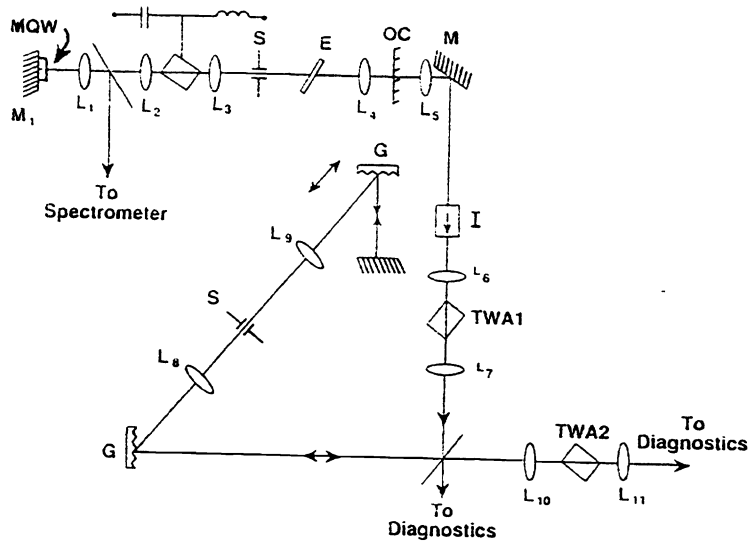 MQW
S
E
OC
M
M1
L1
L2
L3
L4
L5
To
Spectrometer
G
I
L9
L6
S
TWA1
L8
L7
G
TWA2
To
Diagnostics
L10
L11
To
Diagnostics